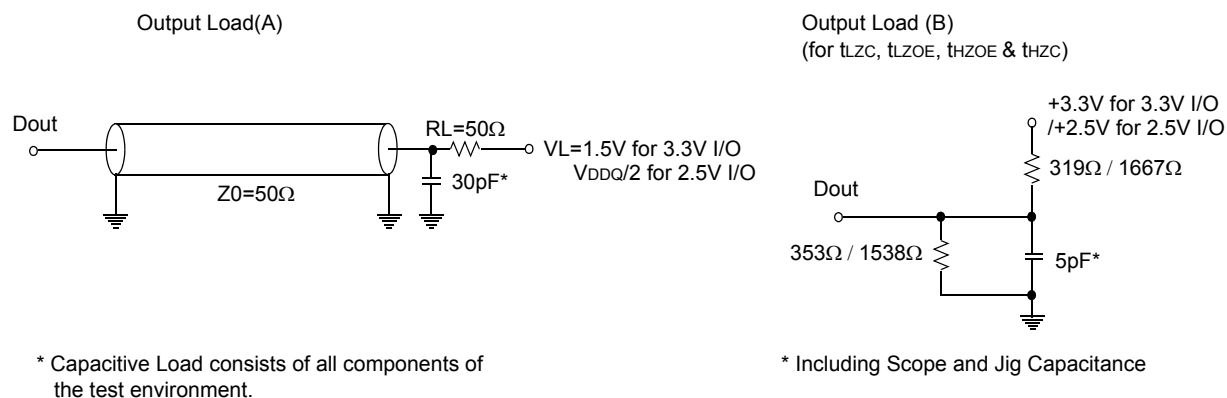 Output Load(A)
Dout
Z0=50Ω
RL=50Ω
30pF*
VL=1.5V for 3.3V I/O
VDDQ/2 for 2.5V I/O
* Capacitive Load consists of all components of
the test environment.
Output Load (B)
(for tLZC, tLZOE, tHZOE & tHZC)
+3.3V for 3.3V I/O
/+2.5V for 2.5V I/O
319Ω / 1667Ω
Dout
353Ω / 1538Ω
5pF*
* Including Scope and Jig Capacitance